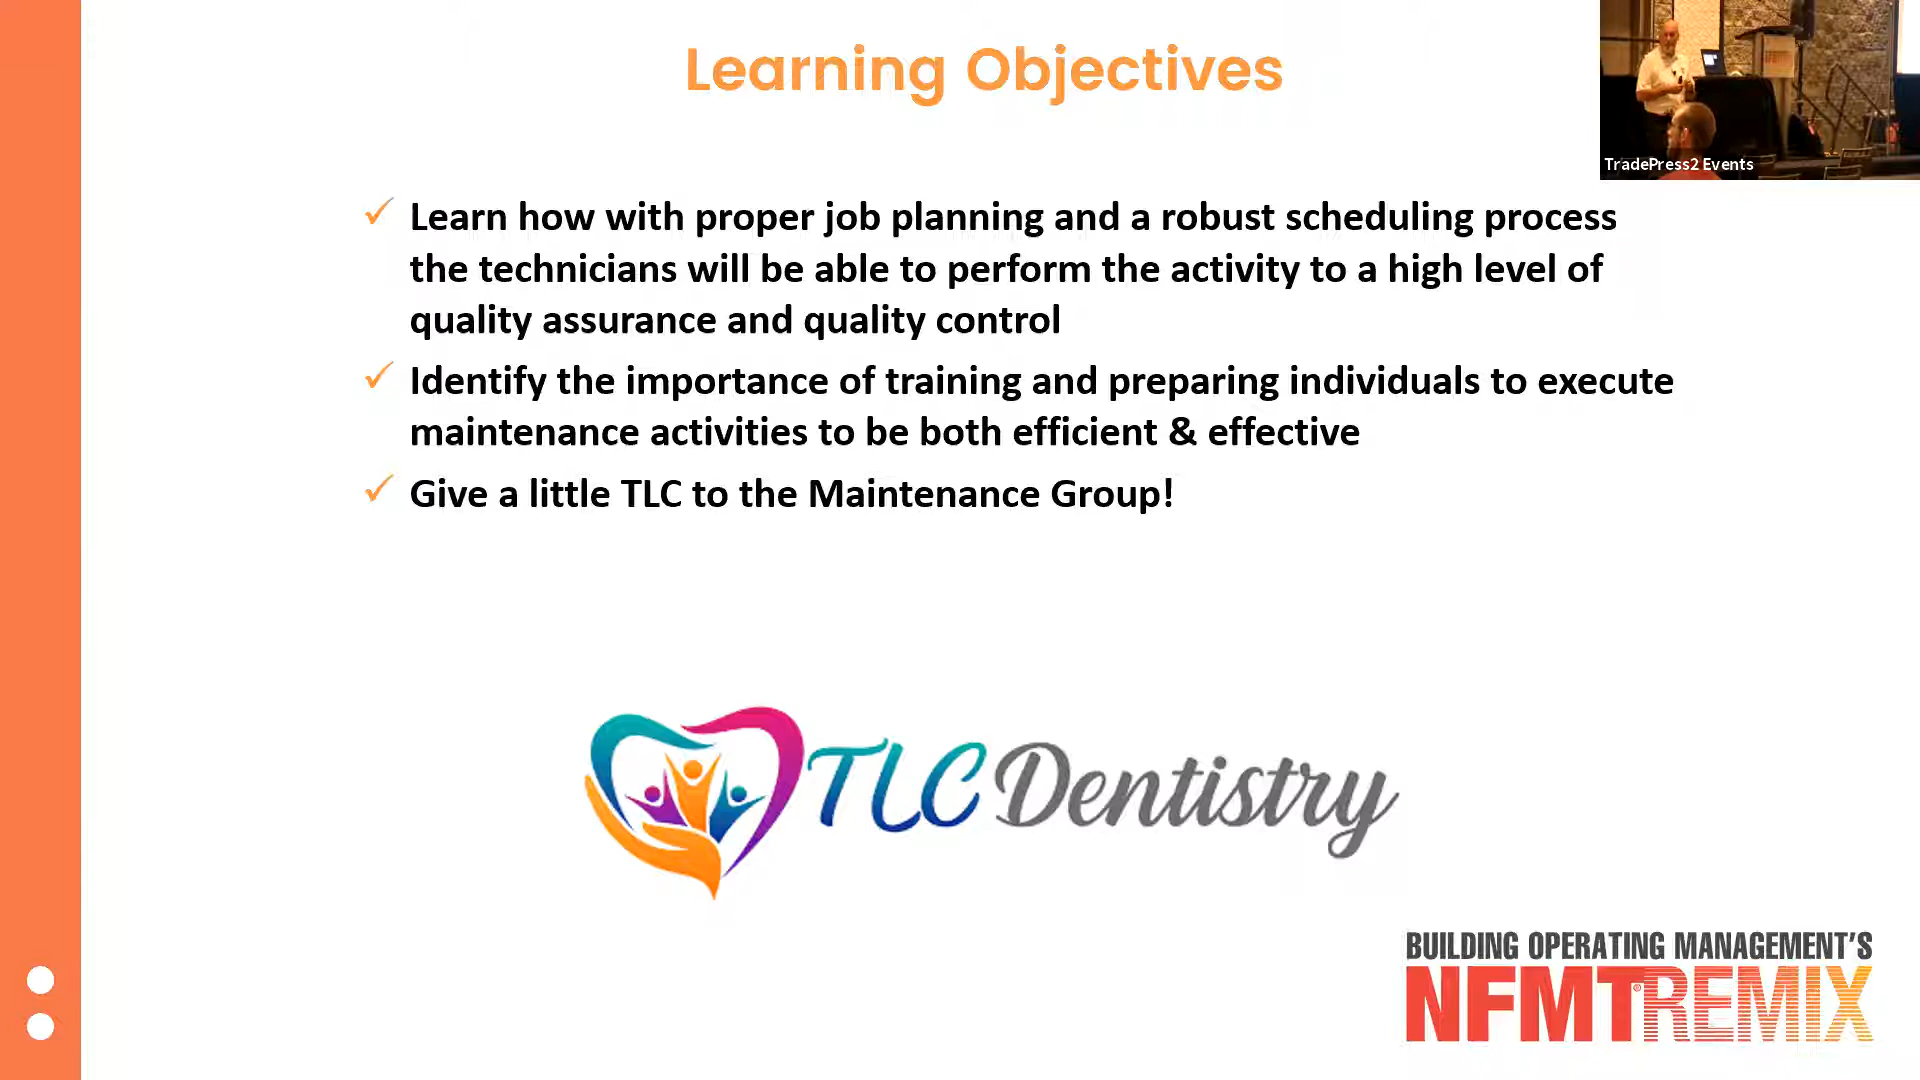 Learning Objectives
TradePress2 Events
Learn how with proper job planning and a robust scheduling process
the technicians will be able to perform the activity to a high level of
quality assurance and quality control
Identify the importance of training and preparing individuals to execute
maintenance activities to be both efficient & effective
Give a little TLC to the Maintenance Group!
TLC Dentistry
BUILDING OPERATING MANAGEMENT'S
NFMT®REMIX